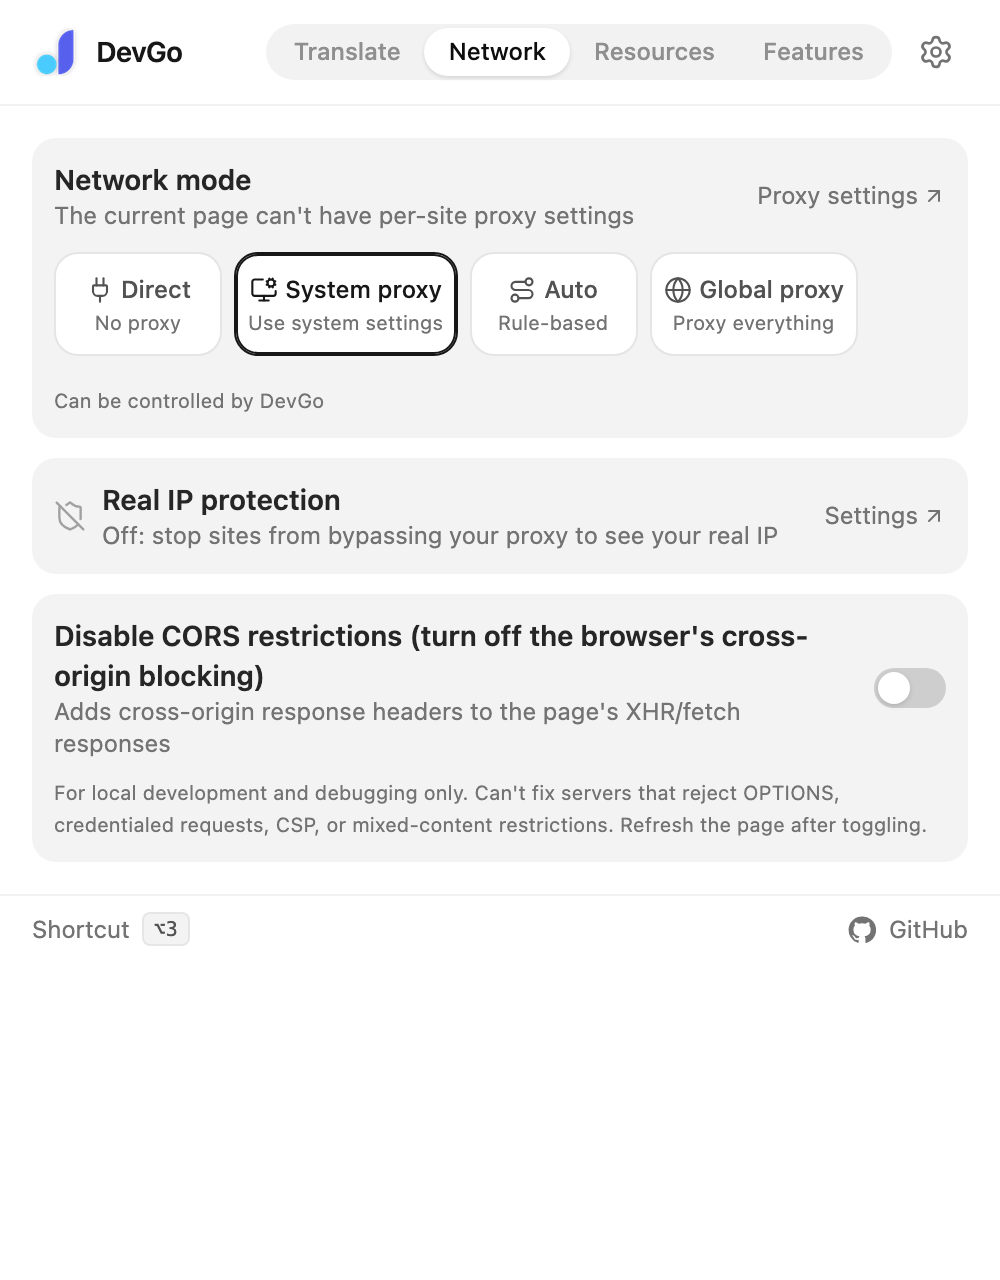 DevGo
Translate
Network
Resources
Features
Network mode
The current page can't have per-site proxy settings
Proxy settings
Direct
No proxy
System proxy
Use system settings
Auto
Rule-based
Global proxy
Proxy everything
Can be controlled by DevGo
Real IP protection
Off: stop sites from bypassing your proxy to see your real IP
Settings
Disable CORS restrictions (turn off the browser's cross-
origin blocking)
Adds cross-origin response headers to the page's XHR/fetch
responses
For local development and debugging only. Can't fix servers that reject OPTIONS,
credentialed requests, CSP, or mixed-content restrictions. Refresh the page after toggling.
Shortcut
⌥3
GitHub